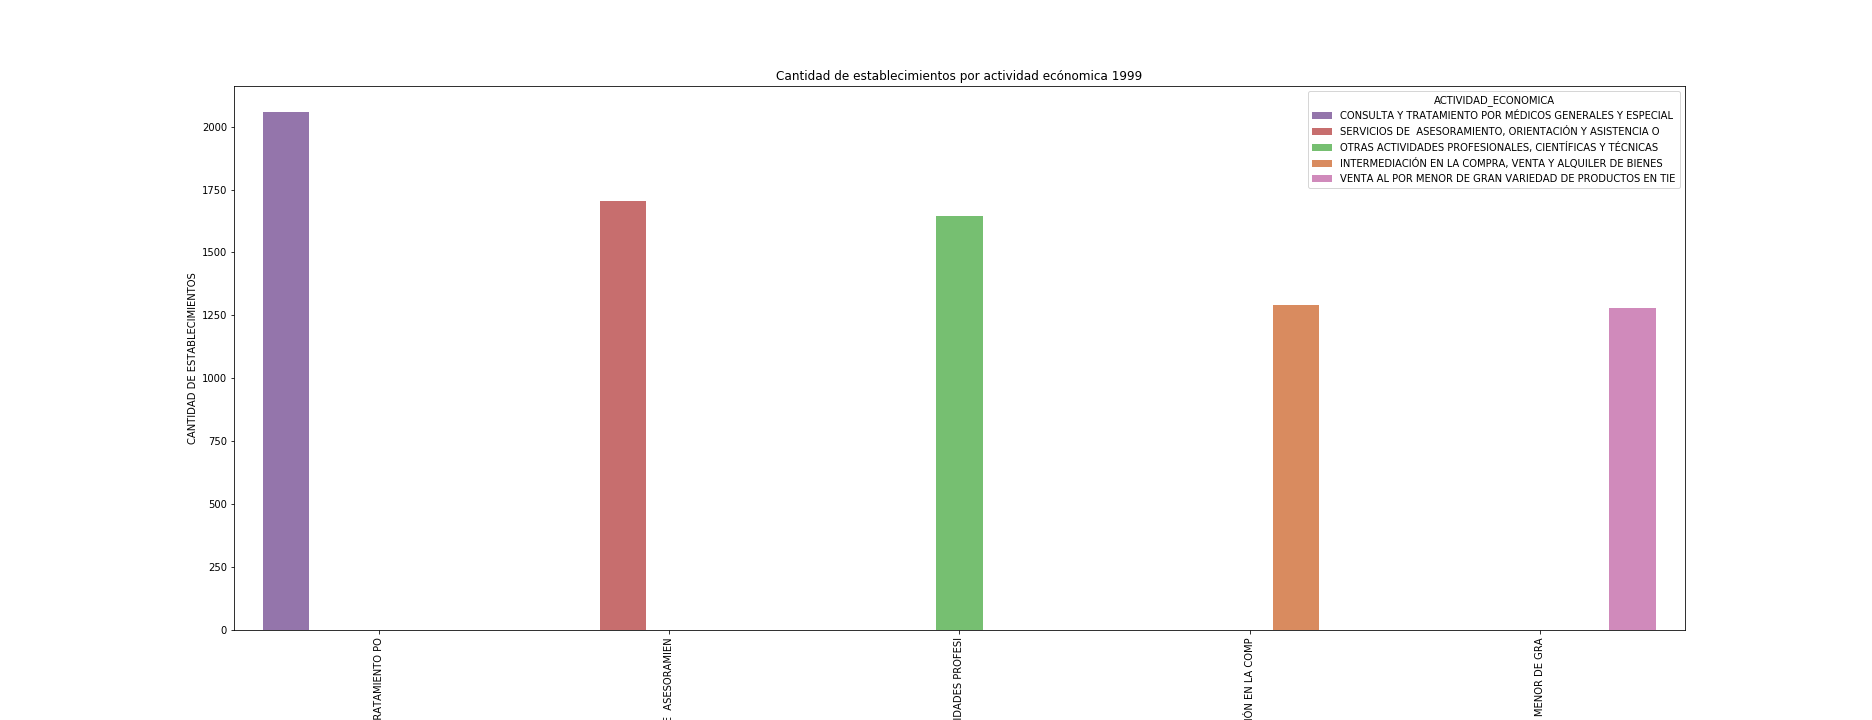 Cantidad de establecimientos por actividad ecónomica 1999
ACTIVIDAD_ECONOMICA
CONSULTA Y TRATAMIENTO POR MÉDICOS GENERALES Y ESPECIAL
SERVICIOS DE  ASESORAMIENTO, ORIENTACIÓN Y ASISTENCIA O
OTRAS ACTIVIDADES PROFESIONALES, CIENTÍFICAS Y TÉCNICAS
INTERMEDIACIÓN EN LA COMPRA, VENTA Y ALQUILER DE BIENES
VENTA AL POR MENOR DE GRAN VARIEDAD DE PRODUCTOS EN TIE
CANTIDAD DE ESTABLECIMIENTOS
2000
1750
1500
1250
1000
750
500
250
0
RATAMIENTO PO
E  ASESORAMIEN
IDADES PROFESI
IÓN EN LA COMP
MENOR DE GRA